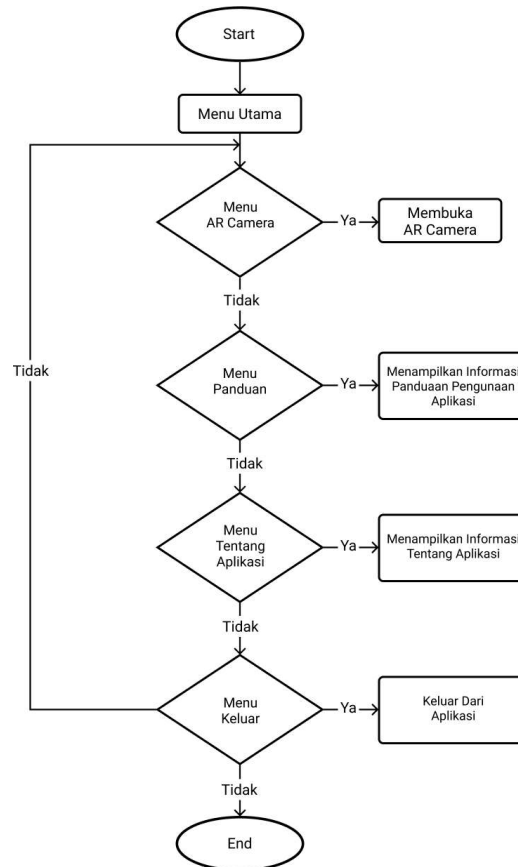 Start
Menu Utama
Menu
AR Camera
Ya
Membuka
AR Camera
Tidak
Tidak
Menu
Panduan
Ya
Menampilkan Informasi
Panduaan Pengunaan
Aplikasi
Tidak
Menu
Tentang
Aplikasi
Ya
Menampilkan Informasi
Tentang Aplikasi
Tidak
Menu
Keluar
Ya
Keluar Dari
Aplikasi
Tidak
End